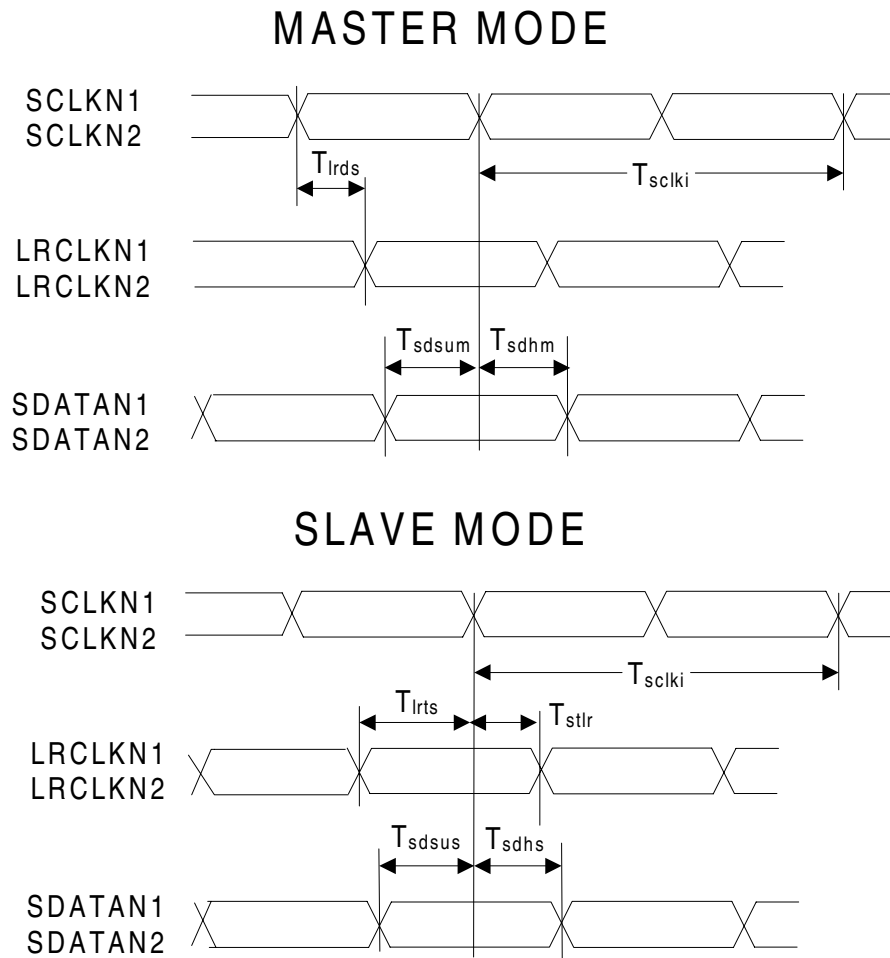 MASTER MODE
SCLKN1
SCLKN2
Tlrds
Tsclki
LRCLKN1
LRCLKN2
Tsdsum
Tsdhm
SDATAN1
SDATAN2
SLAVE MODE
SCLKN1
SCLKN2
Tsclki
Tlrts
Tstlr
LRCLKN1
LRCLKN2
Tsdsus
Tsdhs
SDATAN1
SDATAN2